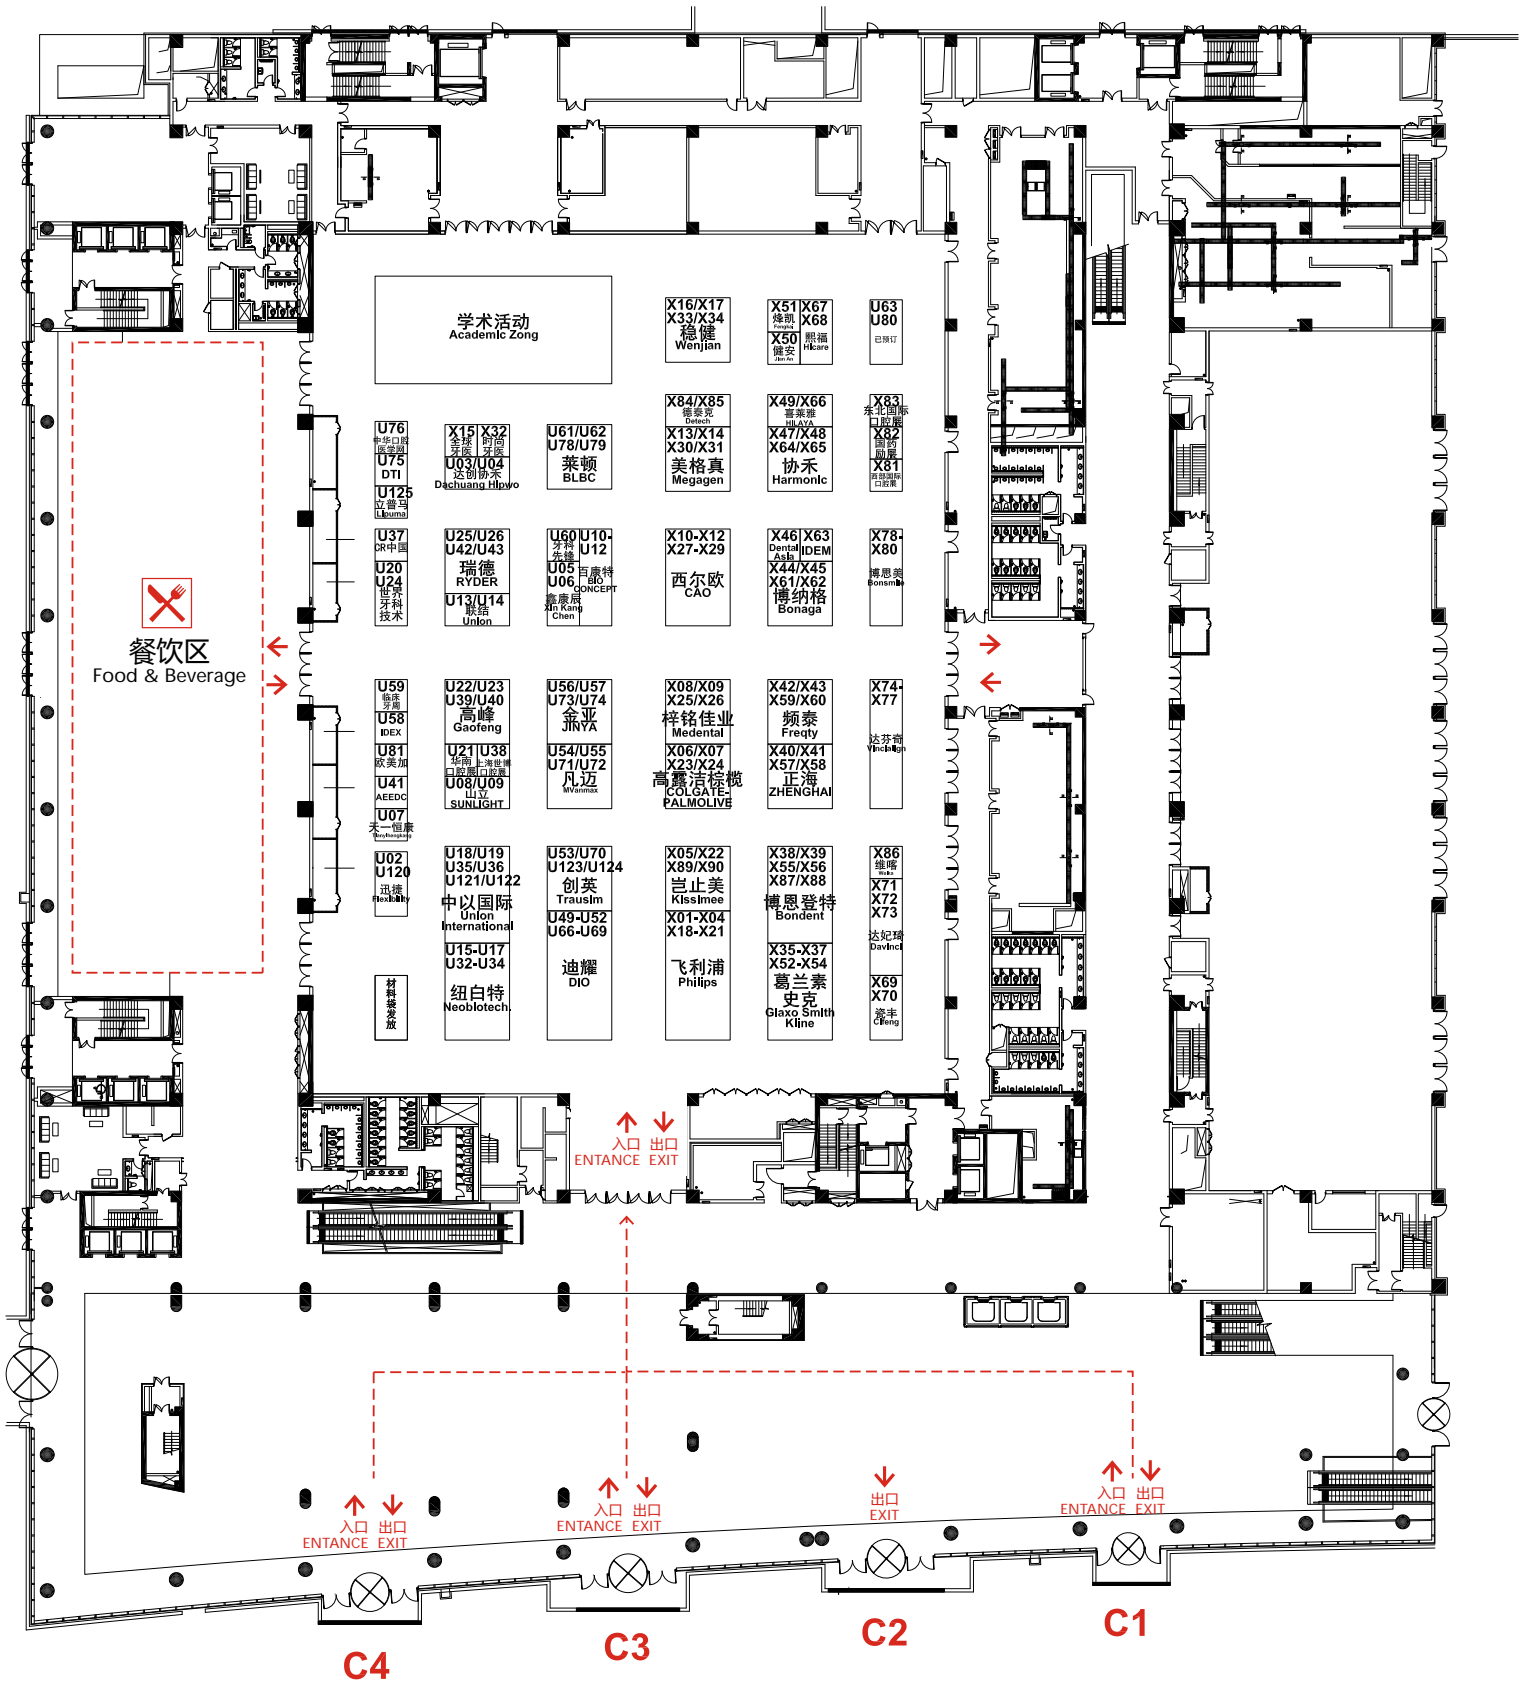 学术活动
Academic Zong
X16/X17
X33/X34
稳健
Wenjian
X51
烽凯
Fengkai
X50
健安
Jian An
X67
X68
熙福
Hicare
U63
U80
已预订
U76
中华口腔
医学网
U75
DTI
U125
立普马
Lipuma
X15
全球
牙医
X32
时尚
牙医
U03/U04
达创协禾
Dachuang Hipwo
U61/U62
U78/U79
莱顿
BLBC
X84/X85
德泰克
Detech
X13/X14
X30/X31
美格真
Megagen
X49/X66
喜莱雅
HILAYA
X47/X48
X64/X65
协禾
Harmonic
X83
东北国际
口腔展
X82
国药
励展
X81
西部国际
口腔展
U37
CR中国
U20
U24
世界
牙科
技术
U25/U26
U42/U43
瑞德
RYDER
U13/U14
联结
Union
U60
牙科
先锋
U05
U06
鑫康辰
Xin Kang
Chen
U10-
U12
百康特
BIO
CONCEPT
X10-X12
X27-X29
西尔欧
CAO
X46
Dental
Asia
X63
IDEM
X44/X45
X61/X62
博纳格
Bonaga
X78-
X80
博恩美
Bonsmile
餐饮区
Food & Beverage
U59
临床
牙周
U58
IDEX
U81
欧美加
U41
AEEDC
U07
天一恒康
Tianyihengkang
U22/U23
U39/U40
高峰
Gaofeng
U21
华南
口腔展
U38
上海世博
口腔展
U08/U09
山立
SUNLIGHT
U56/U57
U73/U74
金亚
JINYA
U54/U55
U71/U72
凡迈
MVanmax
X08/X09
X25/X26
梓铭佳业
Medental
X06/X07
X23/X24
高露洁棕榄
COLGATE-
PALMOLIVE
X42/X43
X59/X60
频泰
Freqty
X40/X41
X57/X58
正海
ZHENGHAI
X74-
X77
达芬奇
Vincialign
U02
U120
迅捷
Flexibility
材料袋发放
U18/U19
U35/U36
U121/U122
中以国际
Union
International
U15-U17
U32-U34
纽白特
Neobiotech.
U53/U70
U123/U124
创英
Trausim
U49-U52
U66-U69
迪耀
DIO
X05/X22
X89/X90
岂止美
Kissimee
X01-X04
X18-X21
飞利浦
Philips
X38/X39
X55/X56
X87/X88
博恩登特
Bondent
X35-X37
X52-X54
葛兰素
史克
Glaxo Smith
Kline
X86
维喀
X71
X72
X73
达妃琦
Davinci
X69
X70
瓷丰
Cifeng
入口 出口
ENTANCE EXIT
入口 出口
ENTANCE EXIT
入口 出口
ENTANCE EXIT
出口
EXIT
入口 出口
ENTANCE EXIT
C4
C3
C2
C1